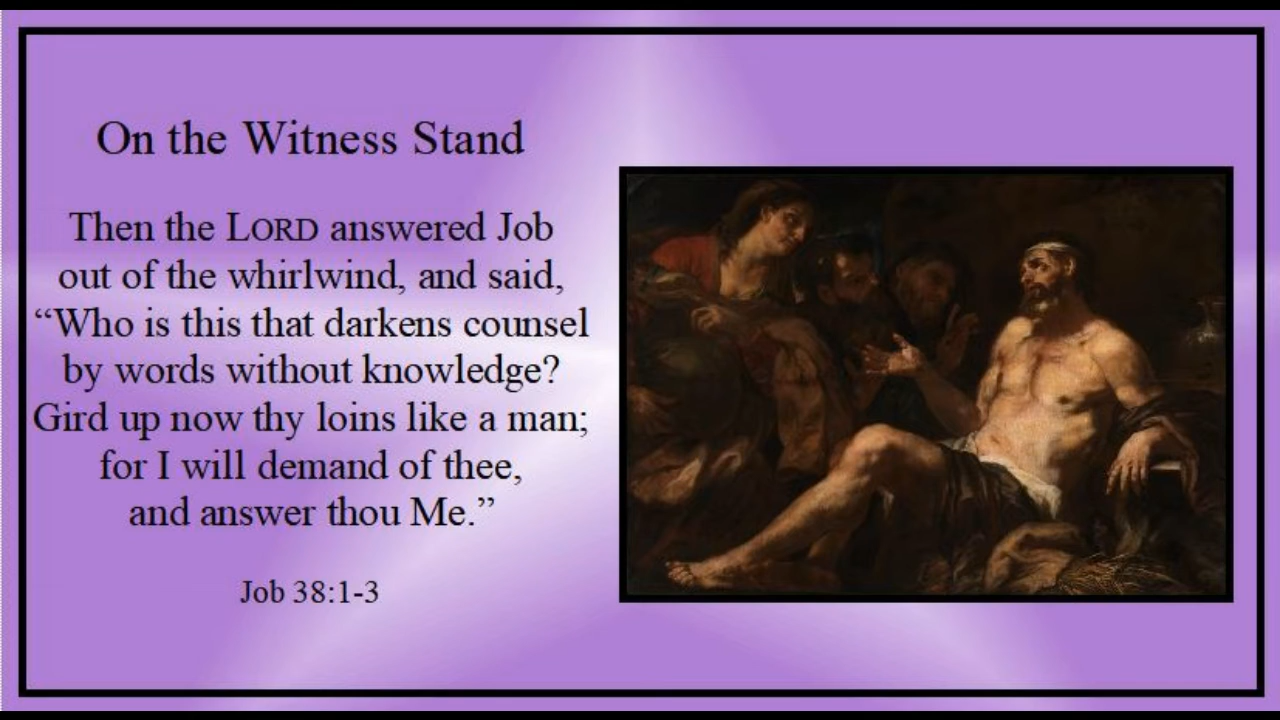 On the Witness Stand
Then the LORD answered Job
out of the whirlwind, and said,
“Who is this that darkens counsel
by words without knowledge?
Gird up now thy loins like a man;
for I will demand of thee,
and answer thou Me.”
Job 38:1-3